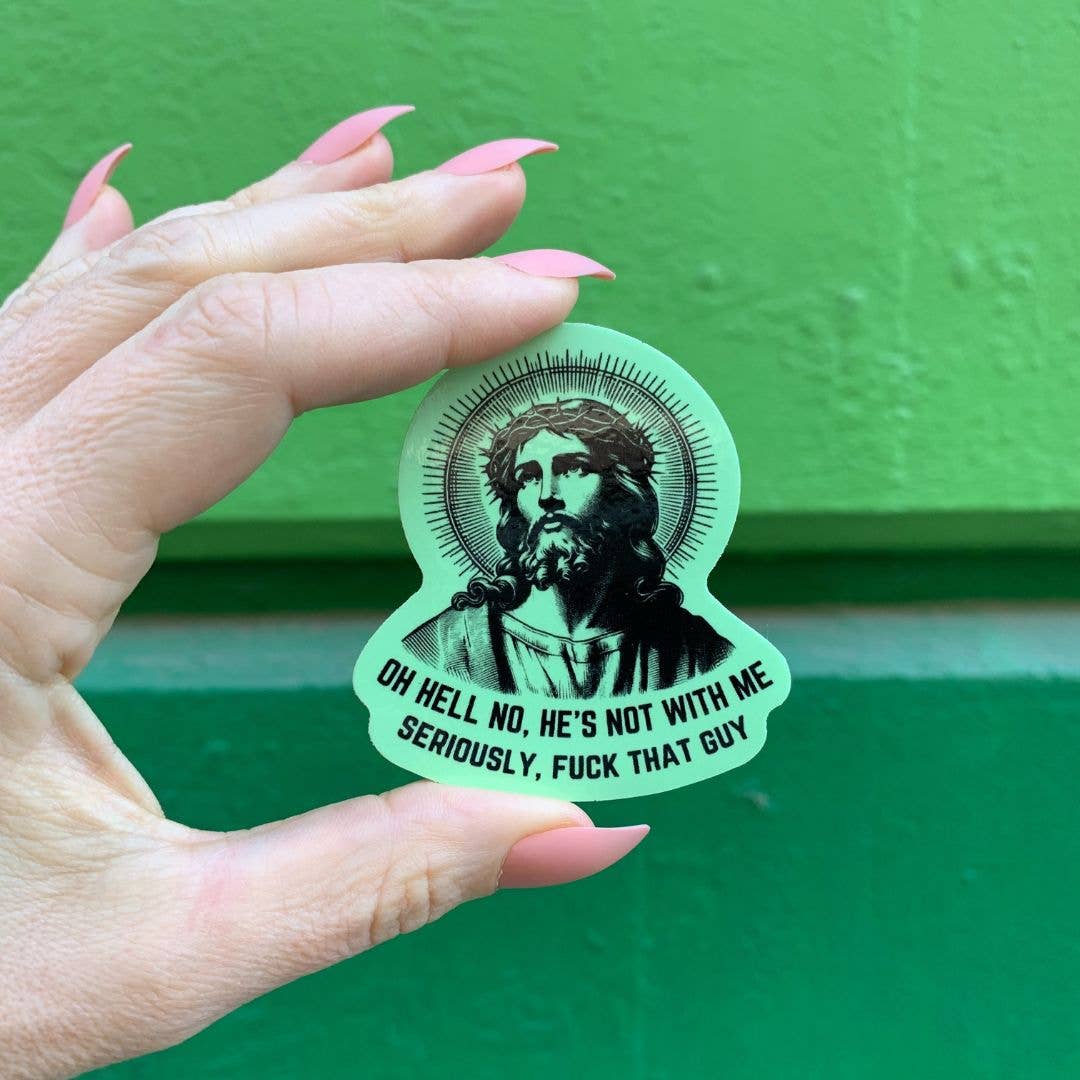 OH HELL NO, HE'S NOT WITH ME
SERIOUSLY, FUCK THAT GUY